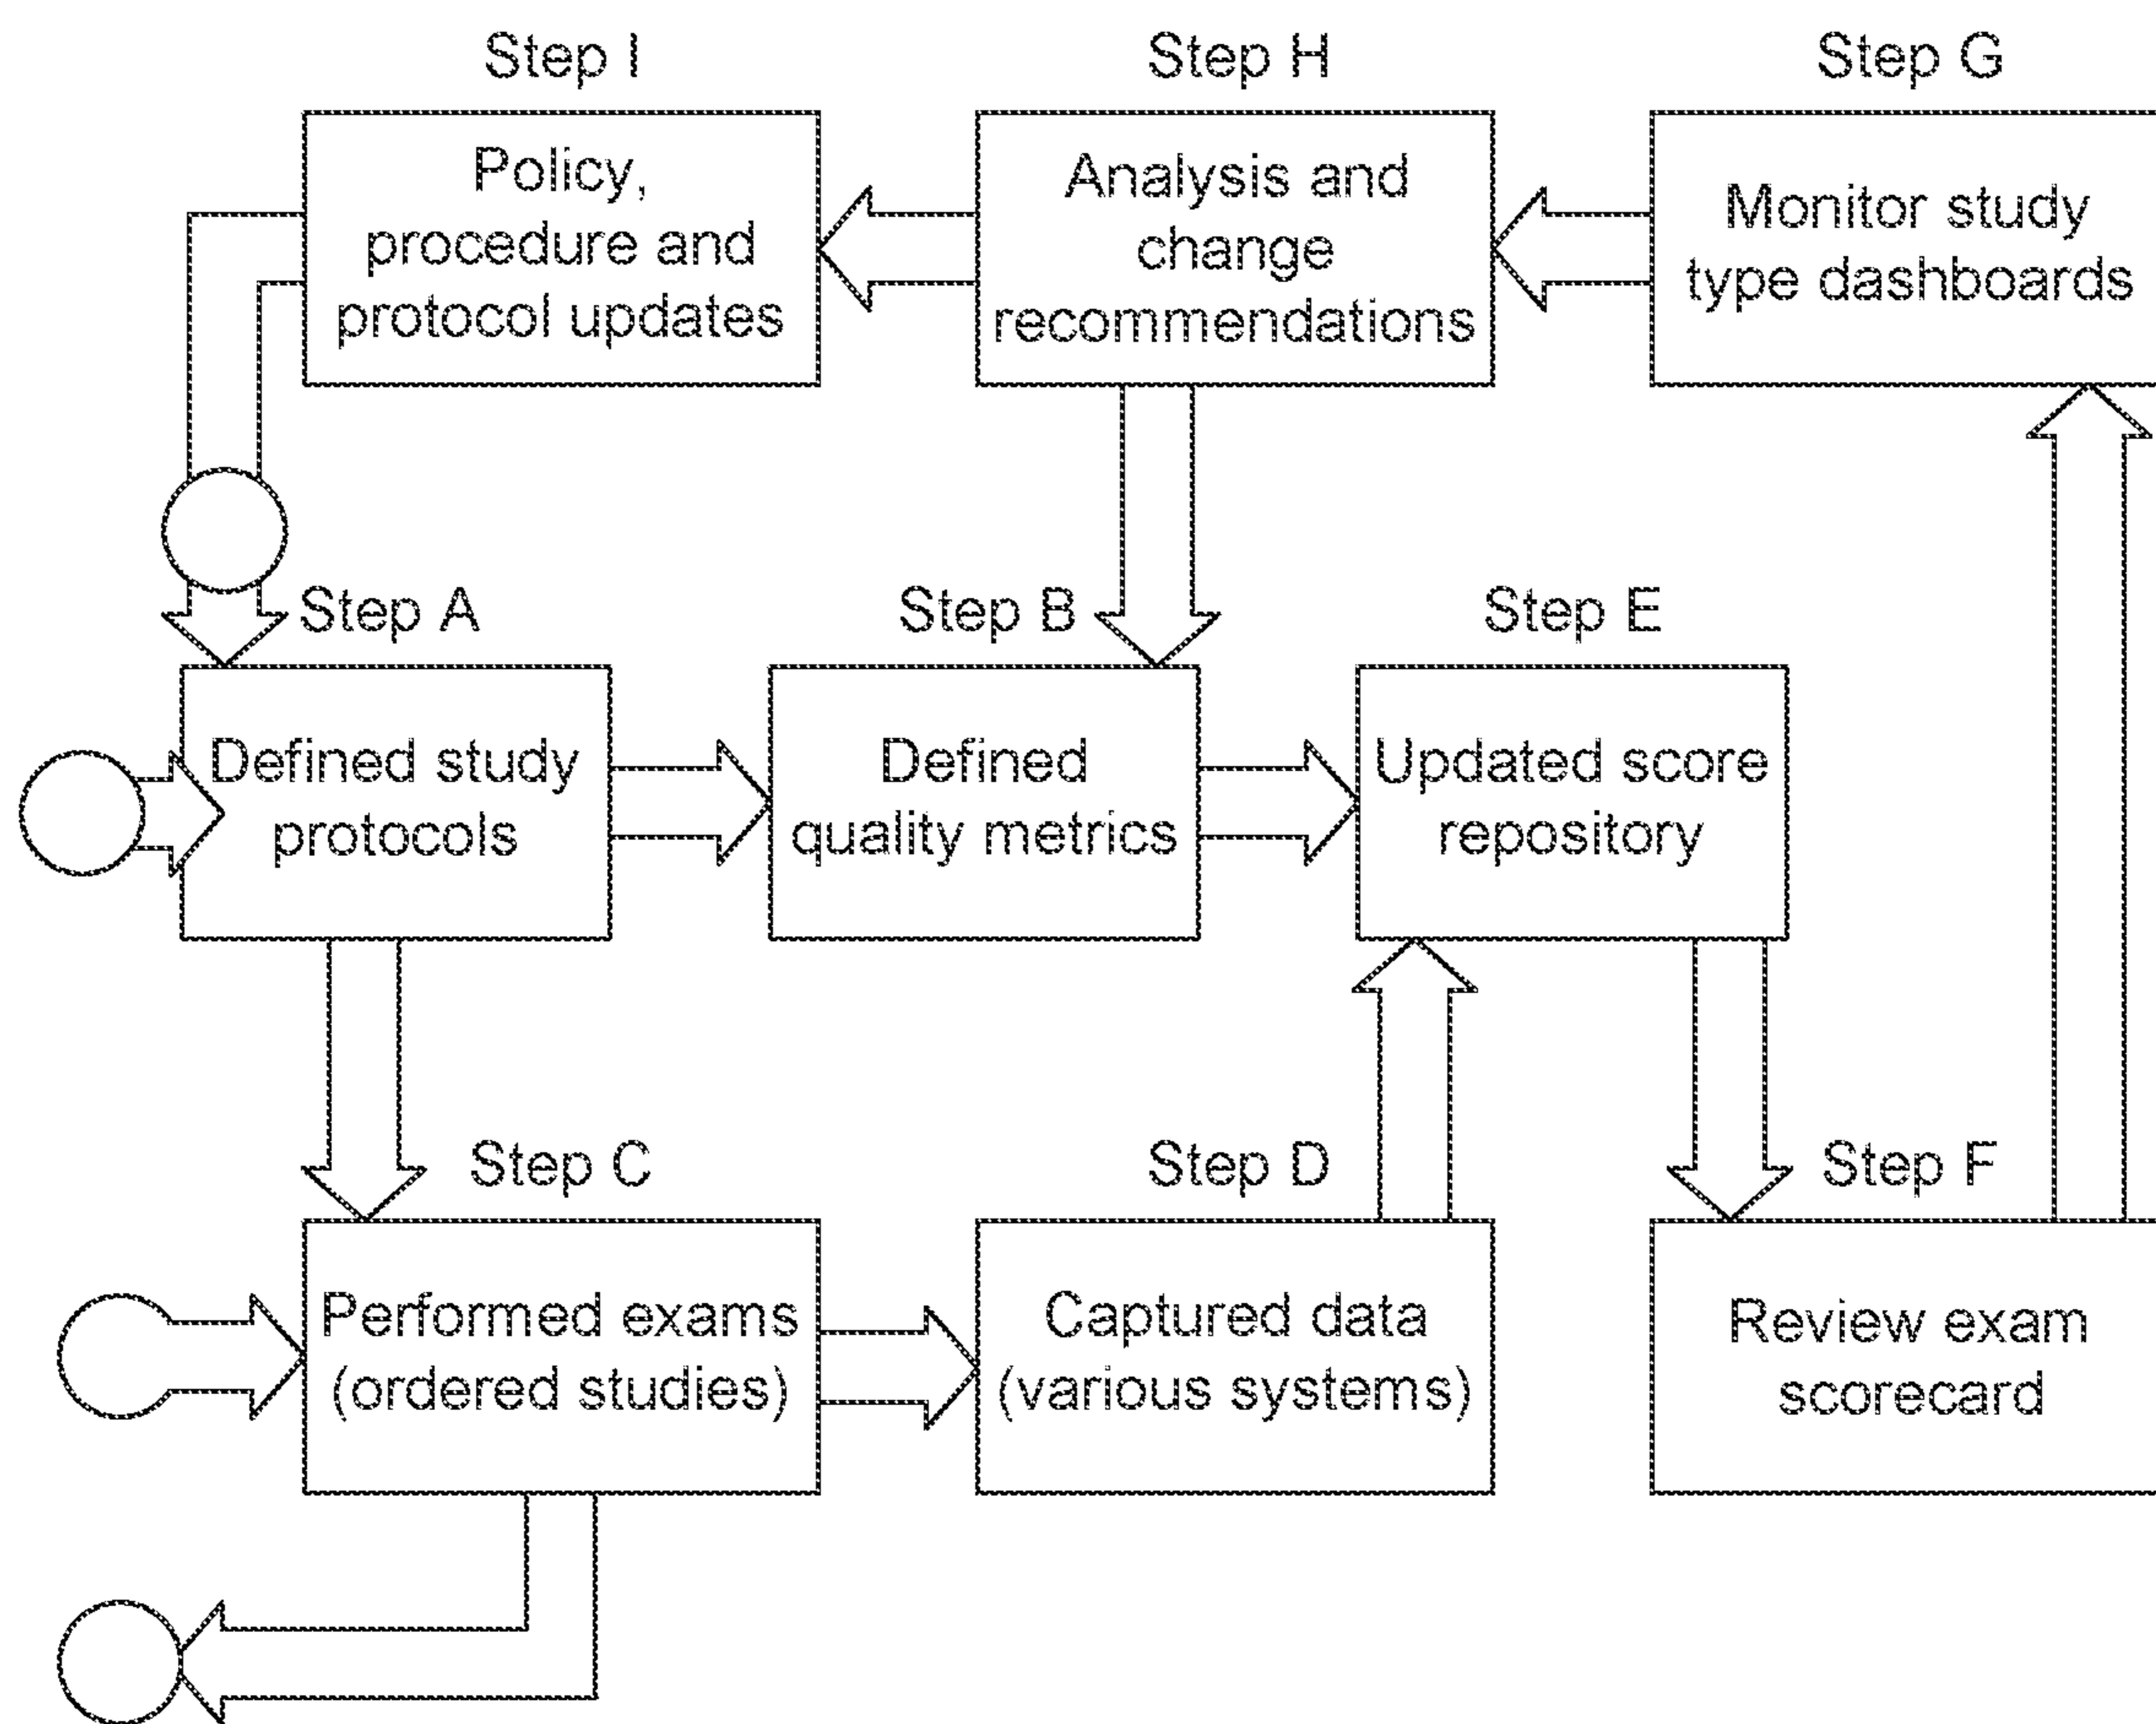 Step I
Policy,
procedure and
protocol updates
Step H
Analysis and
change
recommendations
Step G
Monitor study
type dashboards
Step A
Defined study
protocols
Step B
Defined
quality metrics
Step E
Updated score
repository
Step C
Performed exams
(ordered studies)
Step D
Captured data
(various systems)
Step F
Review exam
scorecard